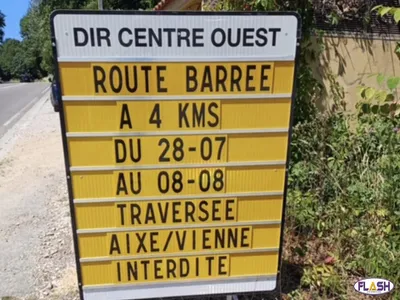 DIR CENTRE OUEST
ROUTE BARREE
A 4 KMS
DU 28-07
AU 08-08
TRAVERSEE
AIXE/VIENNE
INTERDITE
FLASH